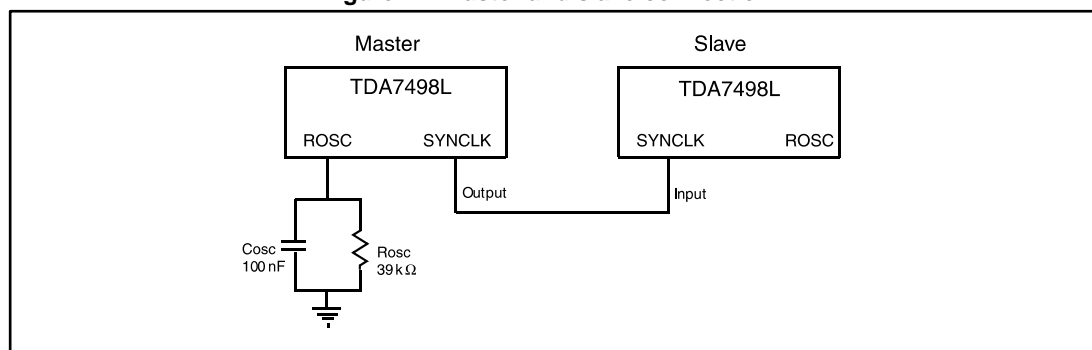 Master
Slave
TDA7498L
TDA7498L
ROSC
SYNCLK
SYNCLK
ROSC
Output
Input
Cosc
100 nF
Rosc
39 kΩ